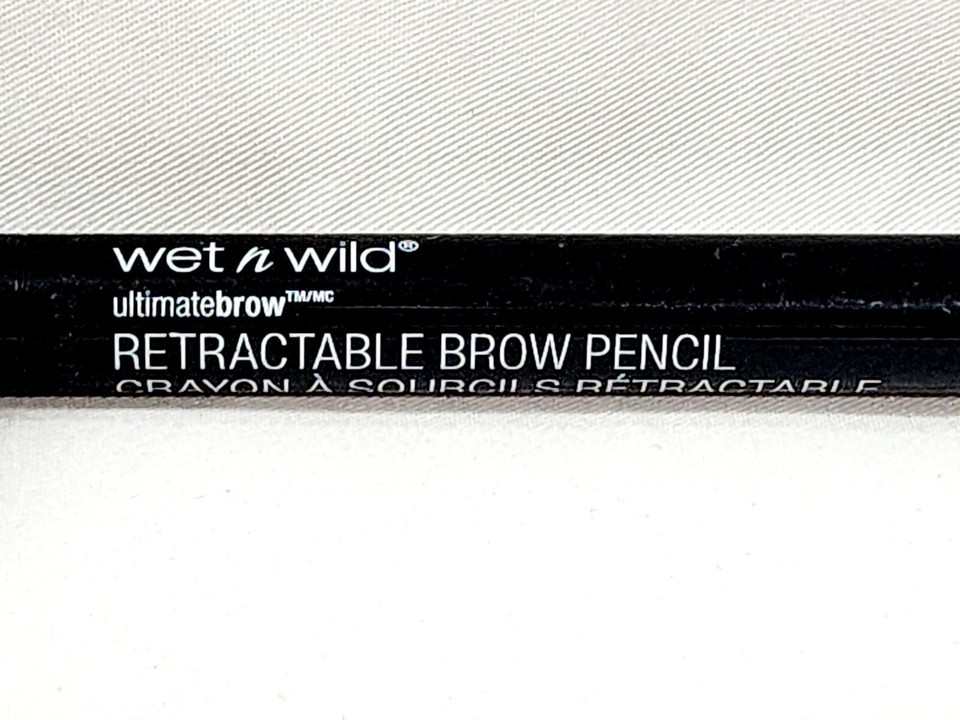 wet n wild®
ultimatebrow™/MC
RETRACTABLE BROW PENCIL
CRAYON À SOURCILS RÉTRACTABLE